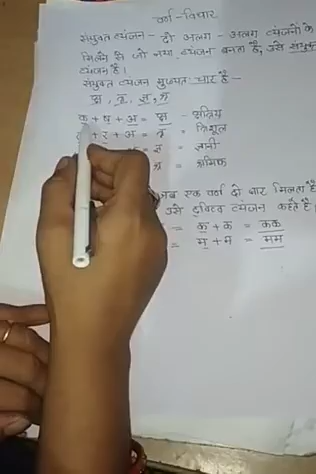 वर्ण - विचार
संयुक्त व्यंजन - दो अलग - अलग व्यंजनों के
मिलने से जो नया व्यंजन बनता है, उसे संयुक्त
व्यंजन है।
संयुक्त व्यंजन मुख्यतः चार हैं -
क्ष, त्र, ज्ञ, श्र
क् + ष + अ = क्ष - क्षत्रिय
+ र + अ = त्र = त्रिशूल
= ज्ञ = ज्ञानी
श्र = श्रमिक
जब एक वर्ण दो बार मिलता है
उसे द्वित्व व्यंजन कहते हैं।
= क् + क = क्क
= म् + म = म्म